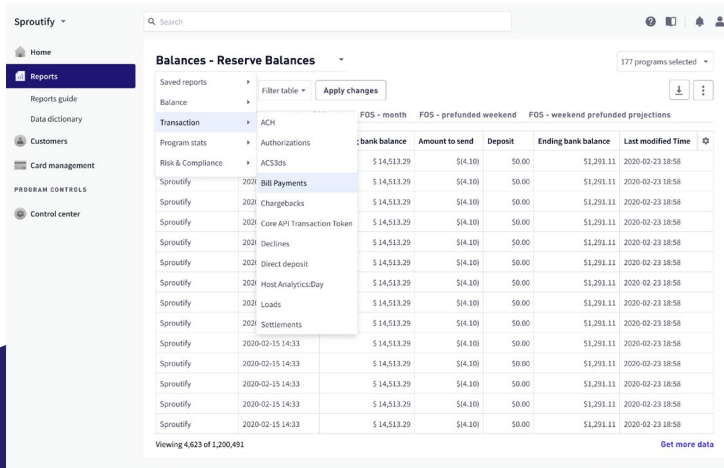 Sproutify
Search
Home
Reports
Reports guide
Data dictionary
Customers
Card management
PROGRAM CONTROLS
Control center
Balances - Reserve Balances
177 programs selected
Saved reports
Balance
Transaction
Program stats
Risk & Compliance
ACH
Authorizations
ACS3ds
Bill Payments
Chargebacks
Core API Transaction Token
Declines
Direct deposit
Host Analytics:Day
Loads
Settlements
Filter table
Apply changes
FOS - month FOS - prefunded weekend FOS - weekend prefunded projections
bank balance Amount to send Deposit Ending bank balance Last modified Time
$ 14,513.29 $(4.10) $0.00 $1,291.11 2020-02-23 18:58
$ 14,513.29 $(4.10) $0.00 $1,291.11 2020-02-23 18:58
Sproutify 202 $ 14,513.29 $(4.10) $0.00 $1,291.11 2020-02-23 18:58
Sproutify 202 $ 14,513.29 $(4.10) $0.00 $1,291.11 2020-02-23 18:58
Sproutify 202 $ 14,513.29 $(4.10) $0.00 $1,291.11 2020-02-23 18:58
Sproutify 202 $ 14,513.29 $(4.10) $0.00 $1,291.11 2020-02-23 18:58
Sproutify 202 $ 14,513.29 $(4.10) $0.00 $1,291.11 2020-02-23 18:58
Sproutify 202 $ 14,513.29 $(4.10) $0.00 $1,291.11 2020-02-23 18:58
Sproutify 202 $ 14,513.29 $(4.10) $0.00 $1,291.11 2020-02-23 18:58
Sproutify 202 $ 14,513.29 $(4.10) $0.00 $1,291.11 2020-02-23 18:58
Sproutify 2020-02-15 14:33 $ 14,513.29 $(4.10) $0.00 $1,291.11 2020-02-23 18:58
Sproutify 2020-02-15 14:33 $ 14,513.29 $(4.10) $0.00 $1,291.11 2020-02-23 18:58
Sproutify 2020-02-15 14:33 $ 14,513.29 $(4.10) $0.00 $1,291.11 2020-02-23 18:58
Sproutify 2020-02-15 14:33 $ 14,513.29 $(4.10) $0.00 $1,291.11 2020-02-23 18:58
Viewing 4,623 of 1,200,491
Get more data